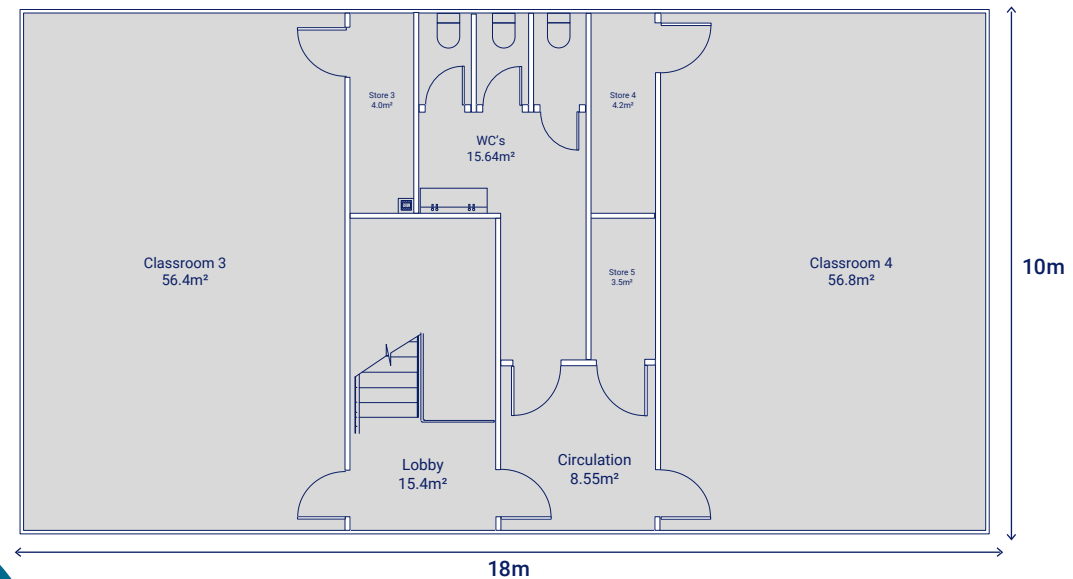 Store 3
4.0m²
Store 4
4.2m²
WC's
15.64m²
Classroom 3
56.4m²
Store 5
3.5m²
Classroom 4
56.8m²
10m
Lobby
15.4m²
Circulation
8.55m²
18m